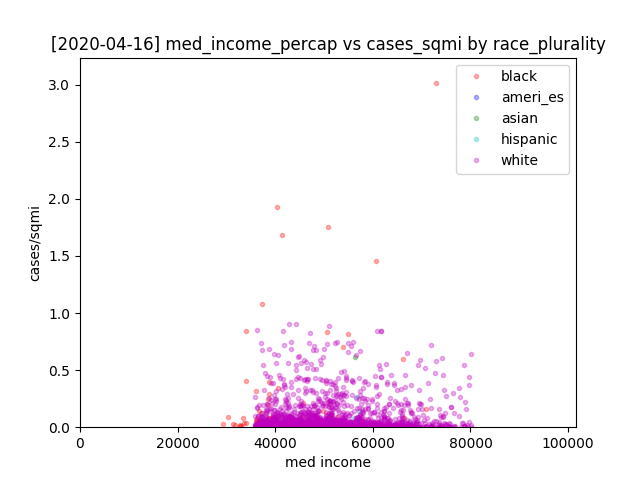 [2020-04-16] med_income_percap vs cases_sqmi by race_plurality
3.0
2.5
2.0
1.5
1.0
0.5
0.0
cases/sqmi
black
ameri_es
asian
hispanic
white
0
20000
40000
60000
80000
100000
med income